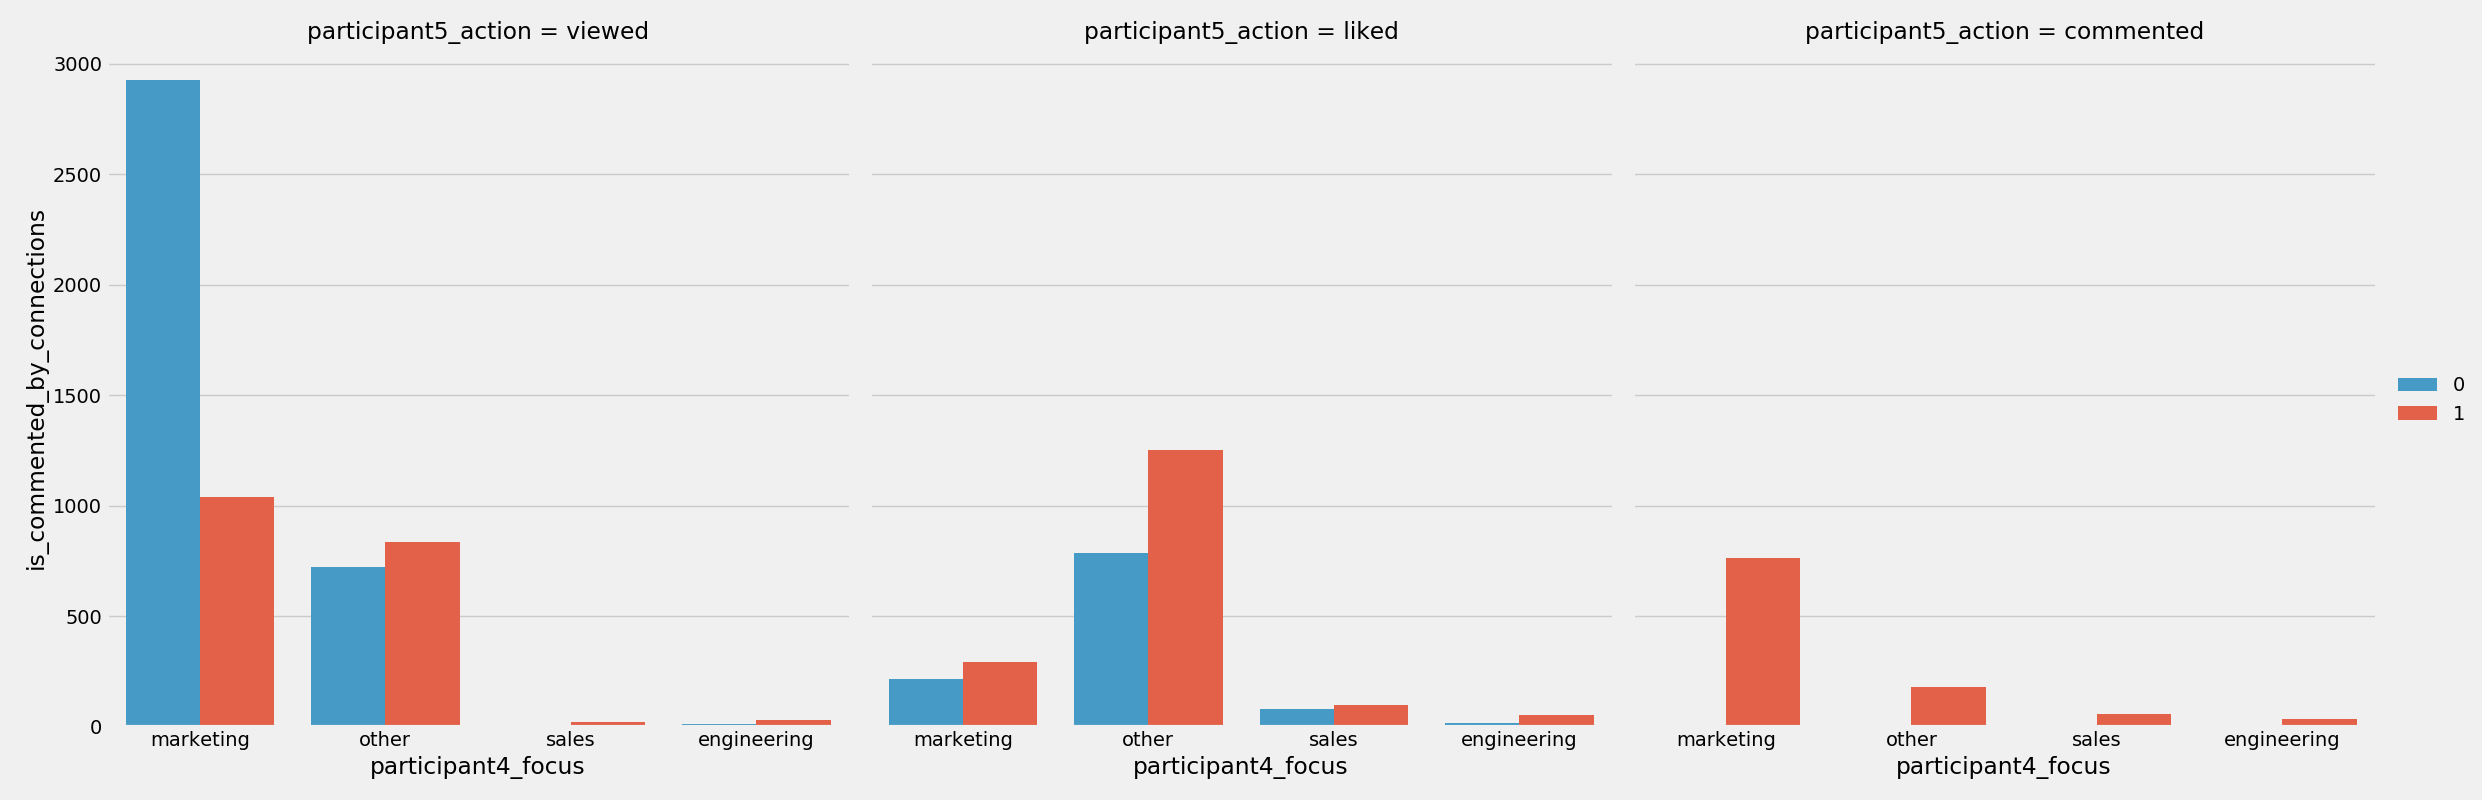 participant5_action = viewed
participant5_action = liked
participant5_action = commented
is_commented_by_connections
3000
2500
2000
1500
1000
500
0
marketing other sales engineering
participant4_focus
marketing other sales engineering
participant4_focus
marketing other sales engineering
participant4_focus
0
1